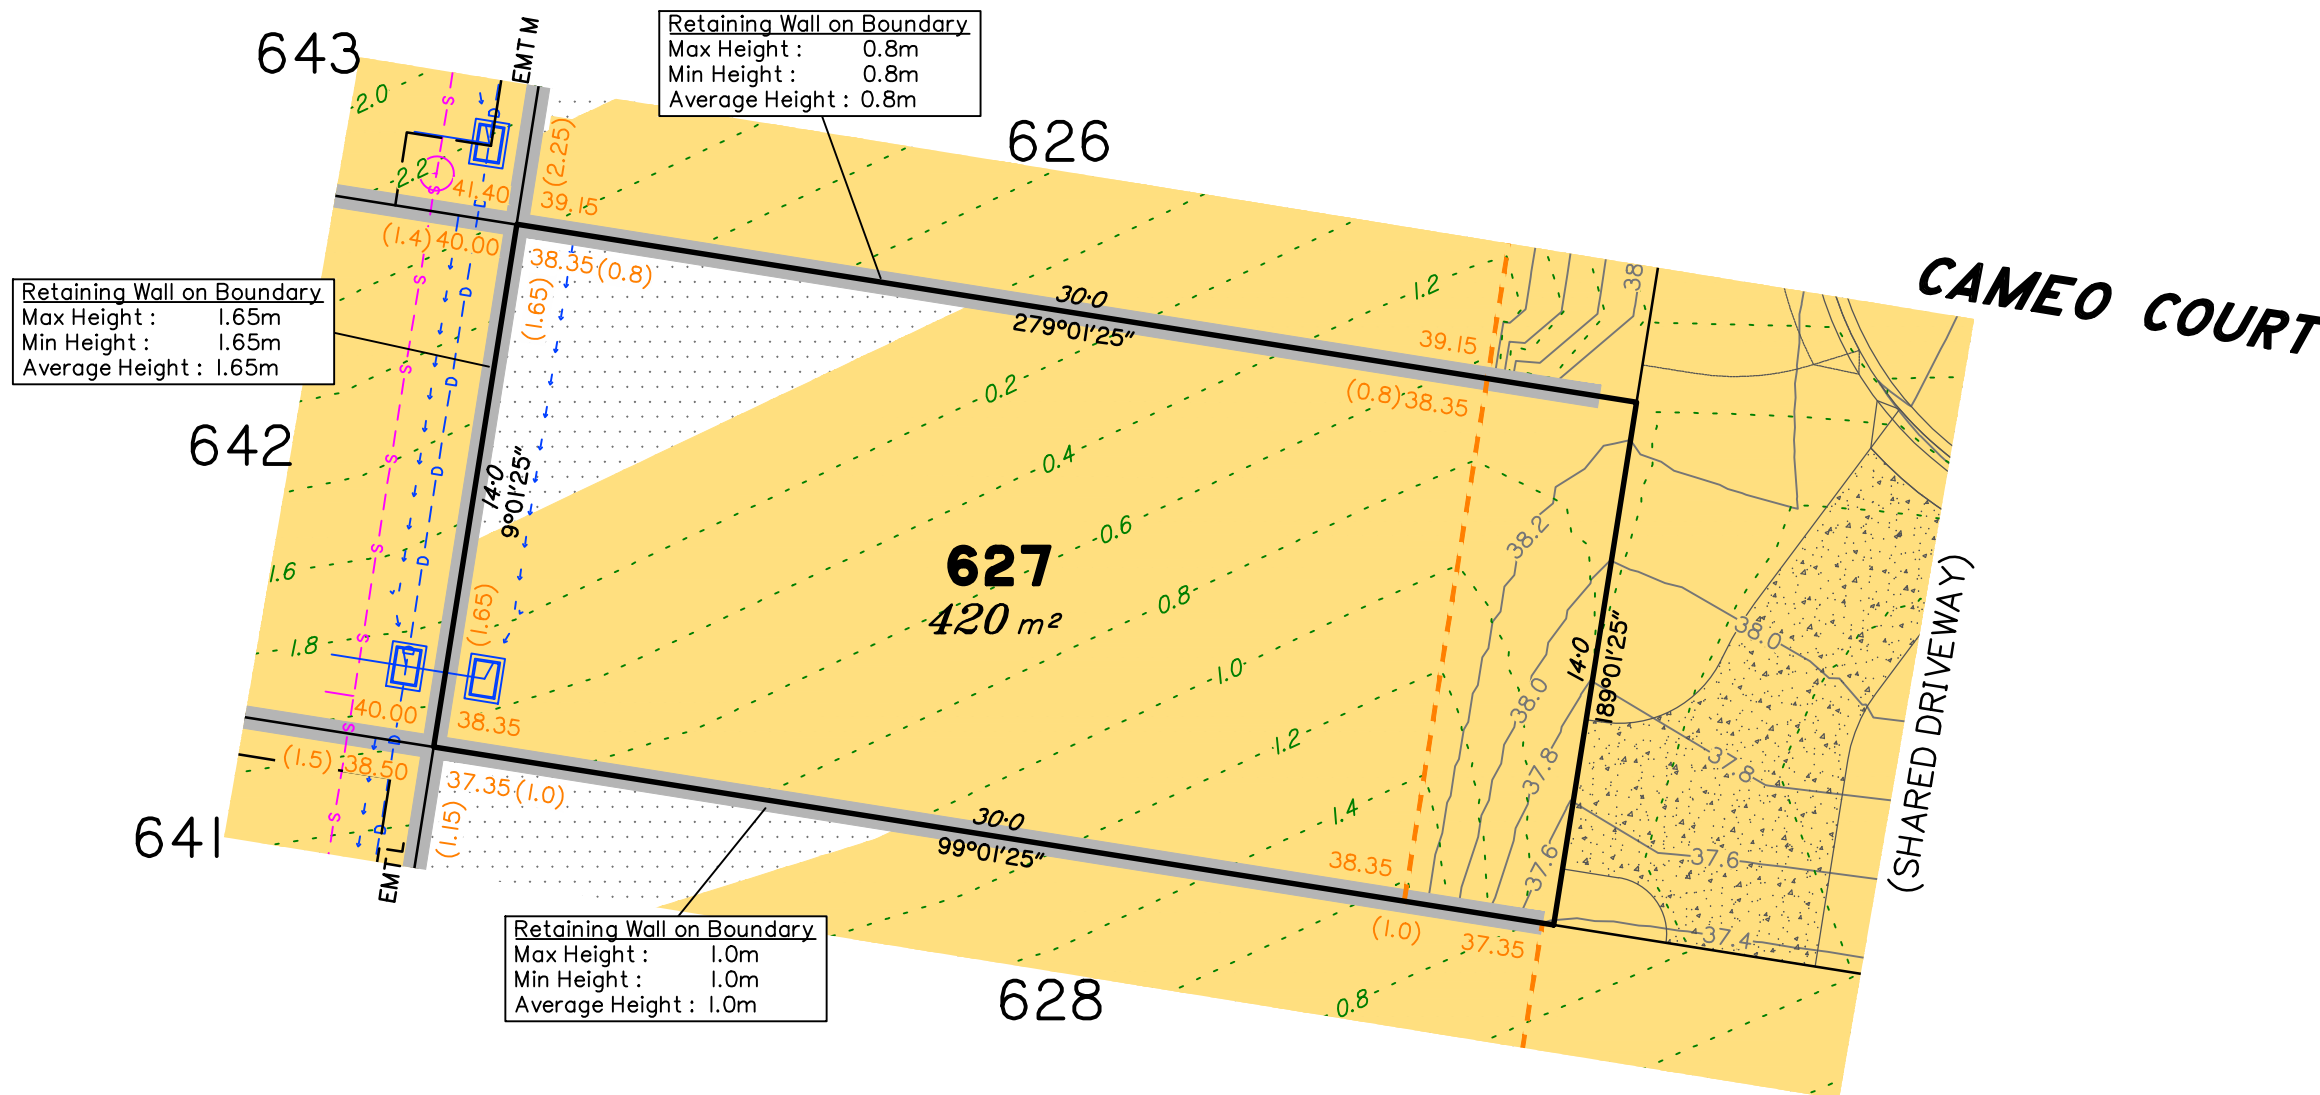 643
EMT M
Retaining Wall on Boundary
Max Height : 0.8m
Min Height : 0.8m
Average Height : 0.8m
626
2.0
S
D
2.2
S
41.40
(2.25)
39.15
D
(1.4) 40.00
38.35 (0.8)
(1.65)
30·0
279°01'25"
1.2
38
CAMEO COURT
Retaining Wall on Boundary
Max Height : 1.65m
Min Height : 1.65m
Average Height : 1.65m
S
D
S
D
39.15
(0.8) 38.35
0.2
642
S
D
14·0
9°01'25"
0.4
0.6
38.2
627
420 m²
0.8
1.6
S
D
(1.65)
1.8
S
D
1.0
38.0
14·0
189°01'25"
38.0
(SHARED DRIVEWAY)
40.00
38.35
S
D
1.2
37.8
37.8
(1.5) 38.50
37.35 (1.0)
(1.15)
30·0
99°01'25"
1.4
38.35
37.6
37.6
641
S
D
EMT L
Retaining Wall on Boundary
Max Height : 1.0m
Min Height : 1.0m
Average Height : 1.0m
628
(1.0)
37.35
37.4
0.8